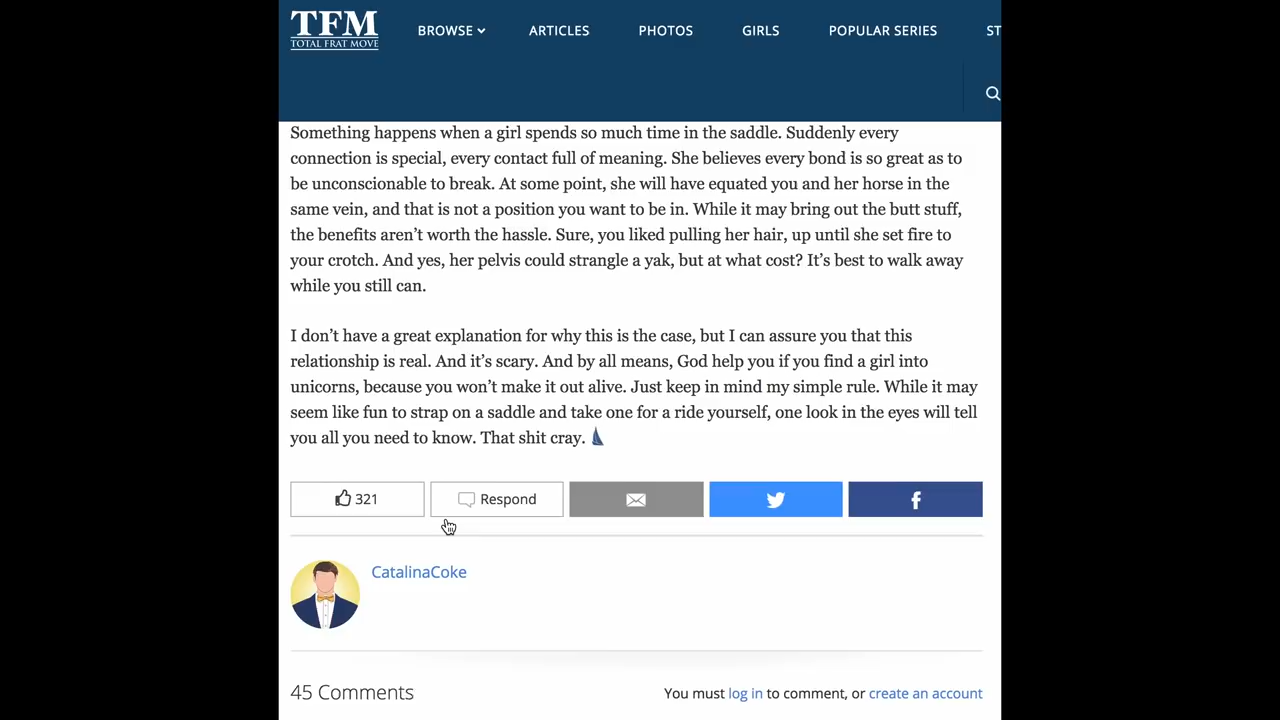 TFM
TOTAL FRAT MOVE
BROWSE
ARTICLES
PHOTOS
GIRLS
POPULAR SERIES
ST
Something happens when a girl spends so much time in the saddle. Suddenly every
connection is special, every contact full of meaning. She believes every bond is so great as to
be unconscionable to break. At some point, she will have equated you and her horse in the
same vein, and that is not a position you want to be in. While it may bring out the butt stuff,
the benefits aren’t worth the hassle. Sure, you liked pulling her hair, up until she set fire to
your crotch. And yes, her pelvis could strangle a yak, but at what cost? It’s best to walk away
while you still can.
I don’t have a great explanation for why this is the case, but I can assure you that this
relationship is real. And it’s scary. And by all means, God help you if you find a girl into
unicorns, because you won’t make it out alive. Just keep in mind my simple rule. While it may
seem like fun to strap on a saddle and take one for a ride yourself, one look in the eyes will tell
you all you need to know. That shit cray.
321
Respond
CatalinaCoke
45 Comments
You must log in to comment, or create an account